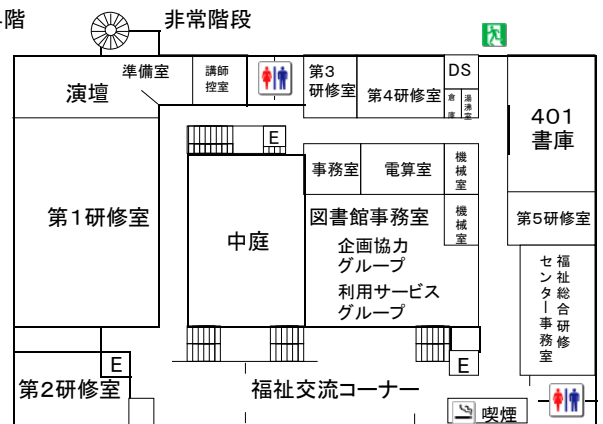 階
非常階段
準備室
演壇
講師
控室
第3
研修室
第4研修室
DS
倉庫
湯沸室
401
書庫
E
事務室
電算室
機械室
第1研修室
中庭
図書館事務室
企画協力
グループ
利用サービス
グループ
機械室
第5研修室
福祉総合研修
センター事務室
E
E
第2研修室
福祉交流コーナー
喫煙